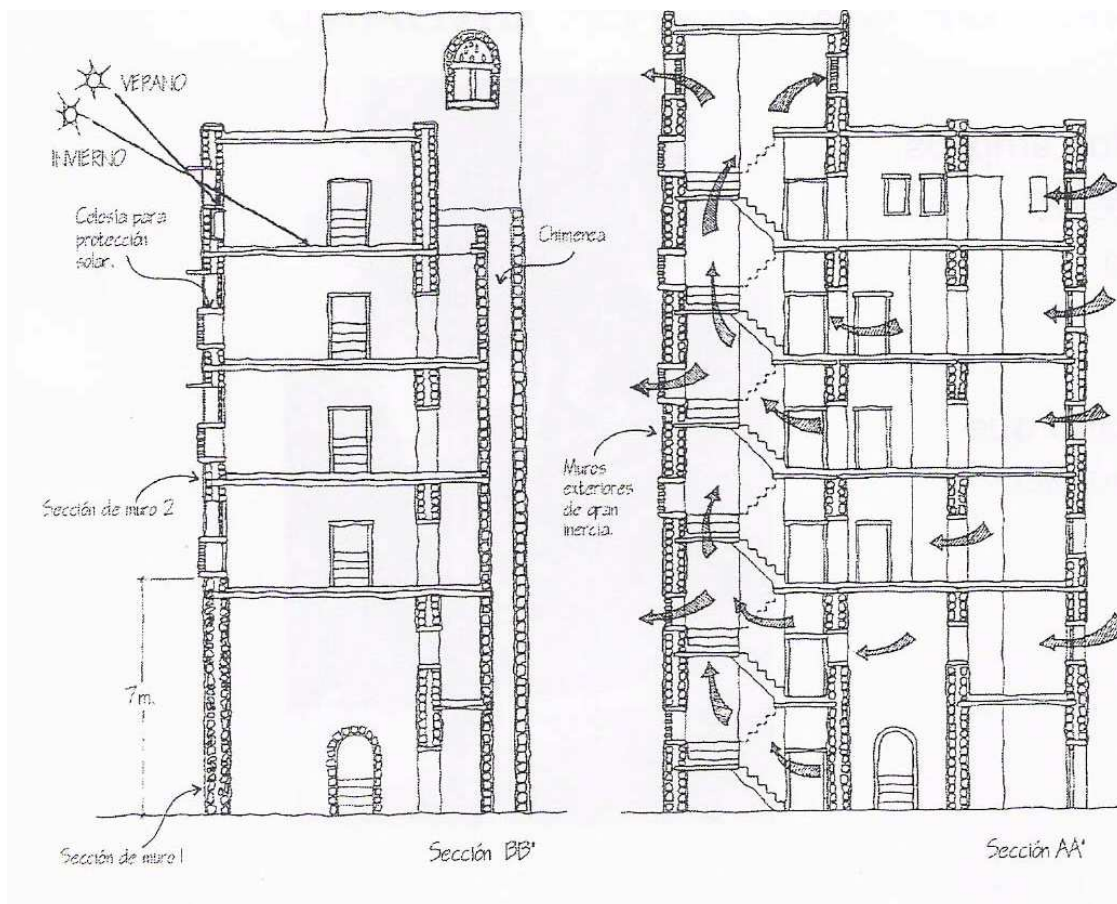 VERANO
INVIERNO
Celosía para
protección
solar.
Chimenea
Sección de muro 2
7m.
Sección de muro 1
Sección BB'
Muros
exteriores
de gran
inercia.
Sección AA'